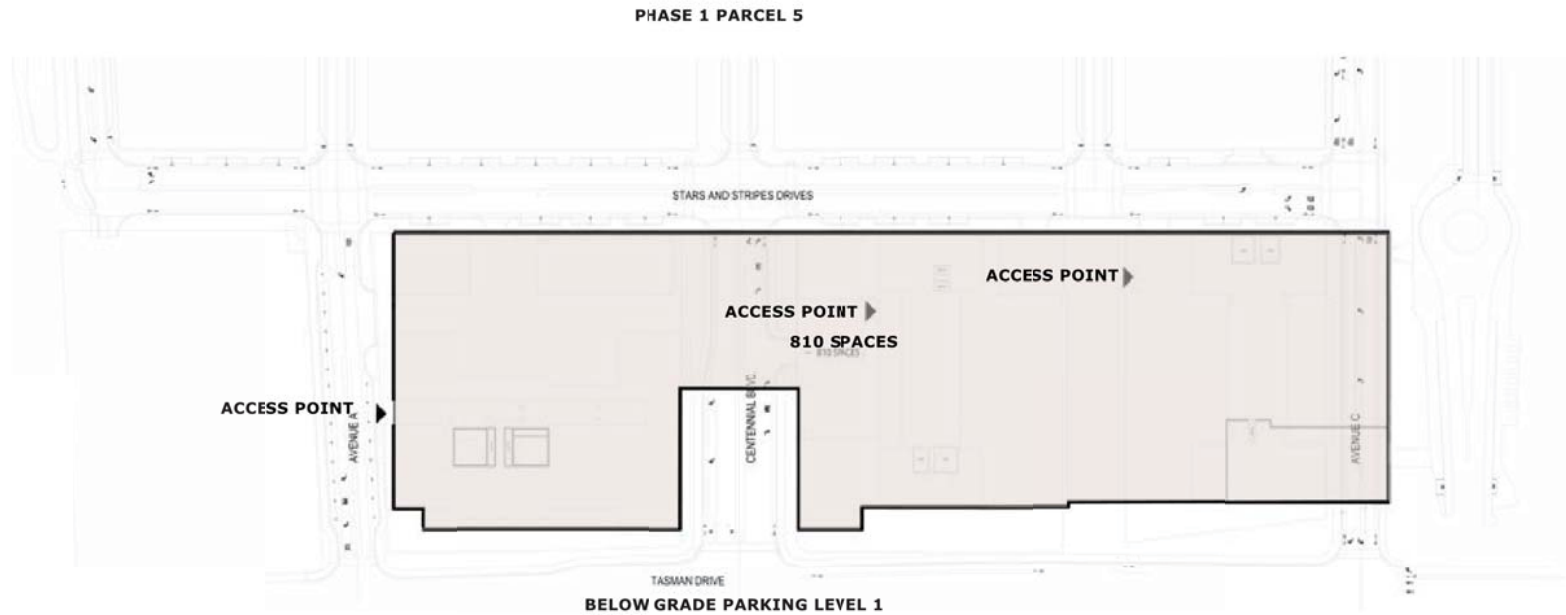 PHASE 1 PARCEL 5
STARS AND STRIPES DRIVES
ACCESS POINT
ACCESS POINT
810 SPACES
810 SPACES
ACCESS POINT
AVENUE A
CENTENNIAL BLVD.
AVENUE C
TASMAN DRIVE
BELOW GRADE PARKING LEVEL 1